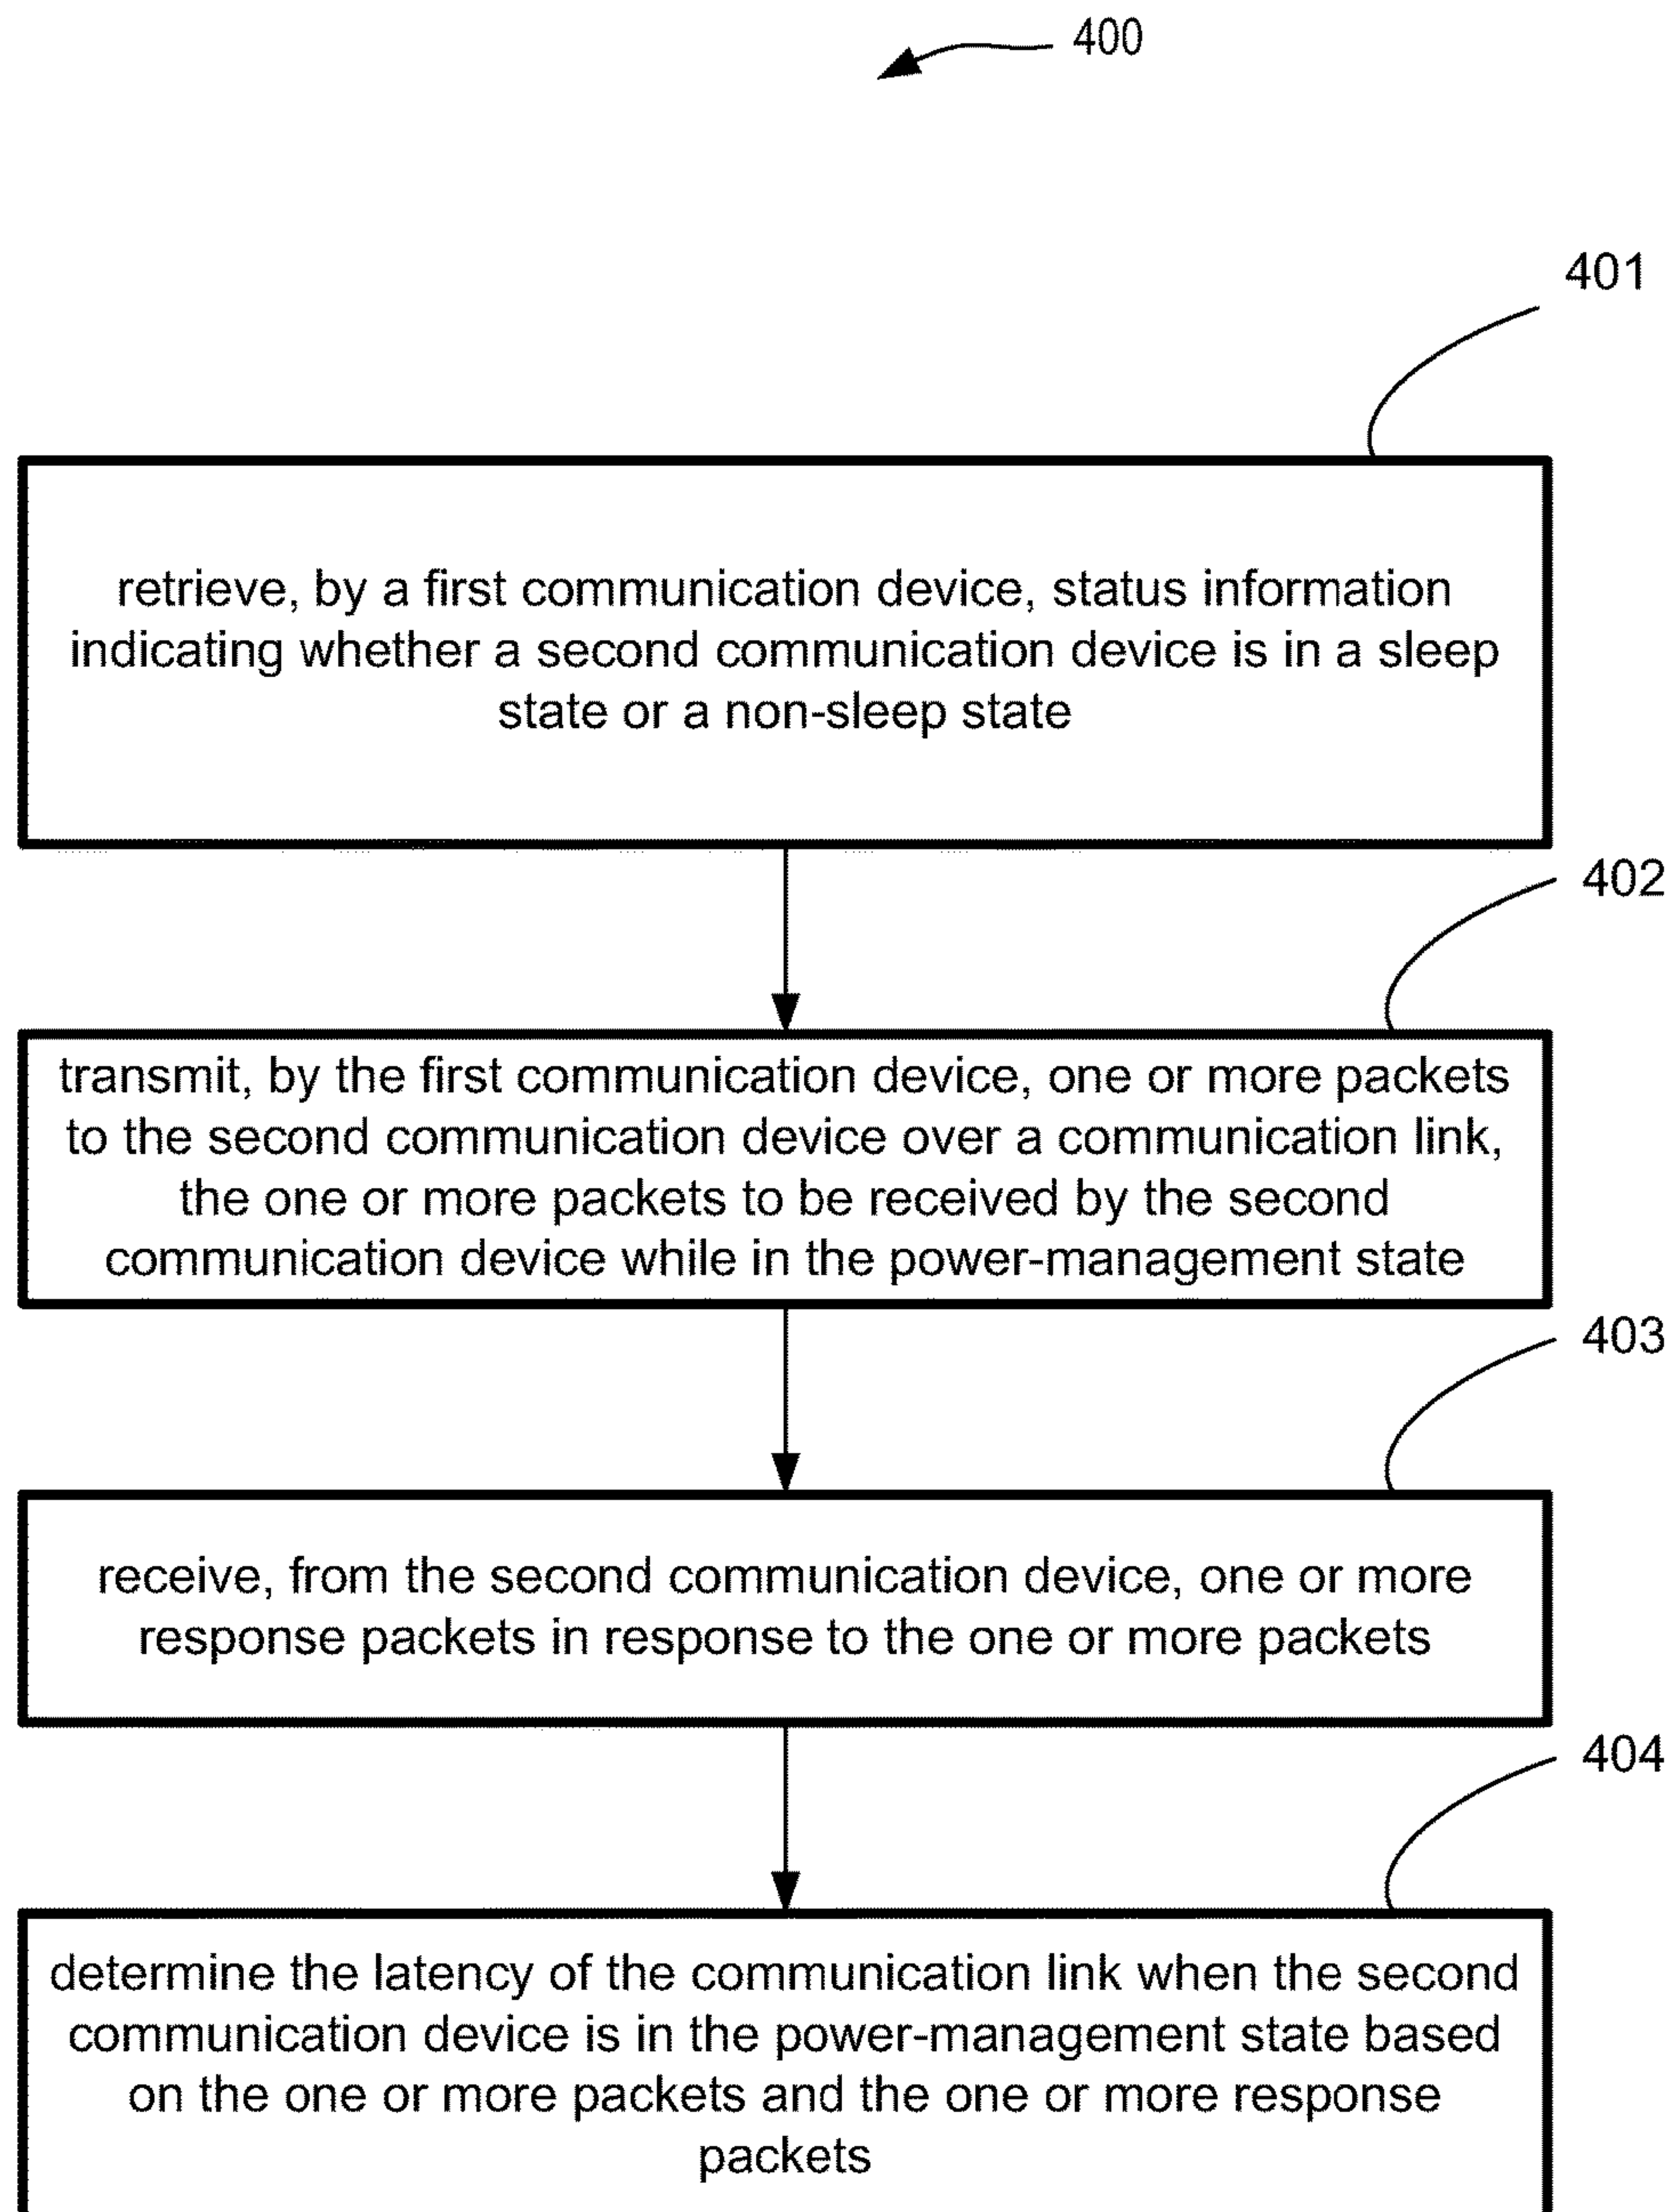 400
401
retrieve, by a first communication device, status information
indicating whether a second communication device is in a sleep
state or a non-sleep state
402
transmit, by the first communication device, one or more packets
to the second communication device over a communication link,
the one or more packets to be received by the second
communication device while in the power-management state
403
receive, from the second communication device, one or more
response packets in response to the one or more packets
404
determine the latency of the communication link when the second
communication device is in the power-management state based
on the one or more packets and the one or more response
packets